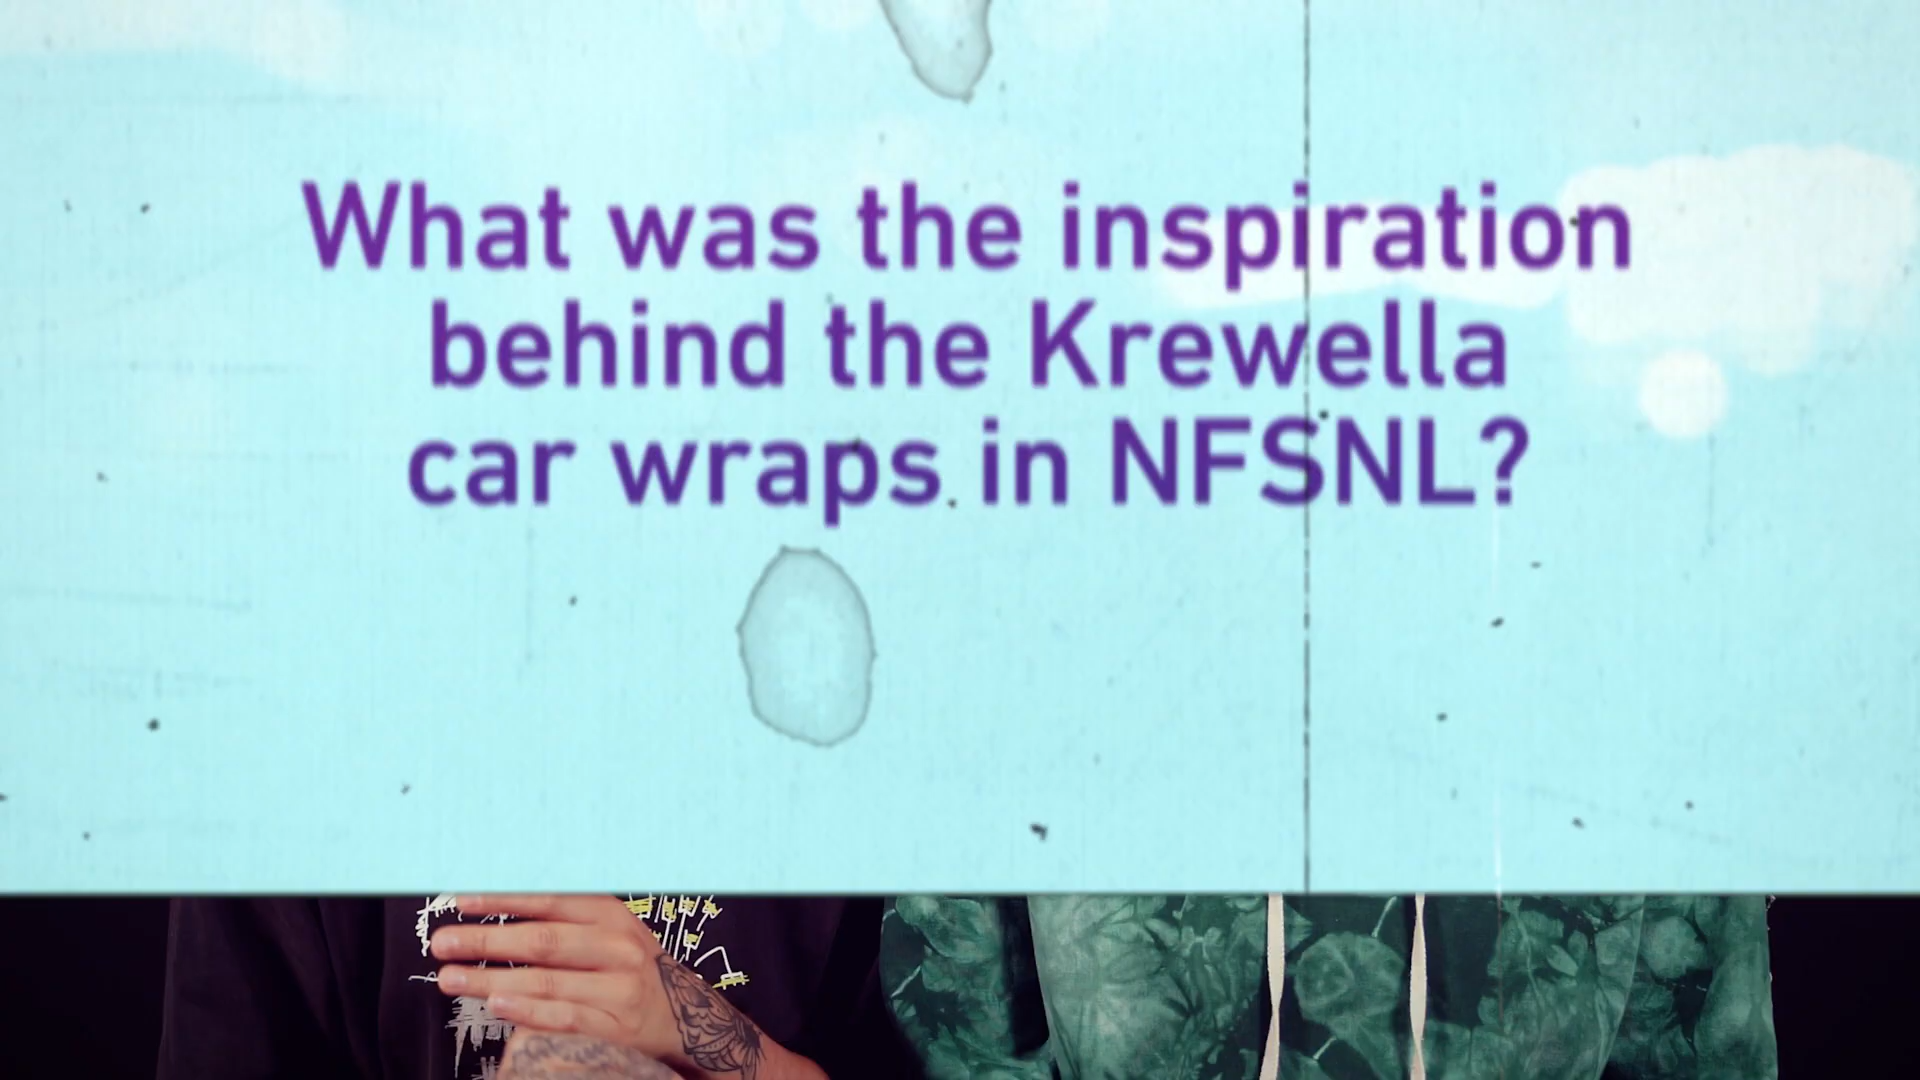 What was the inspiration
behind the Krewella
car wraps in NFSNL?